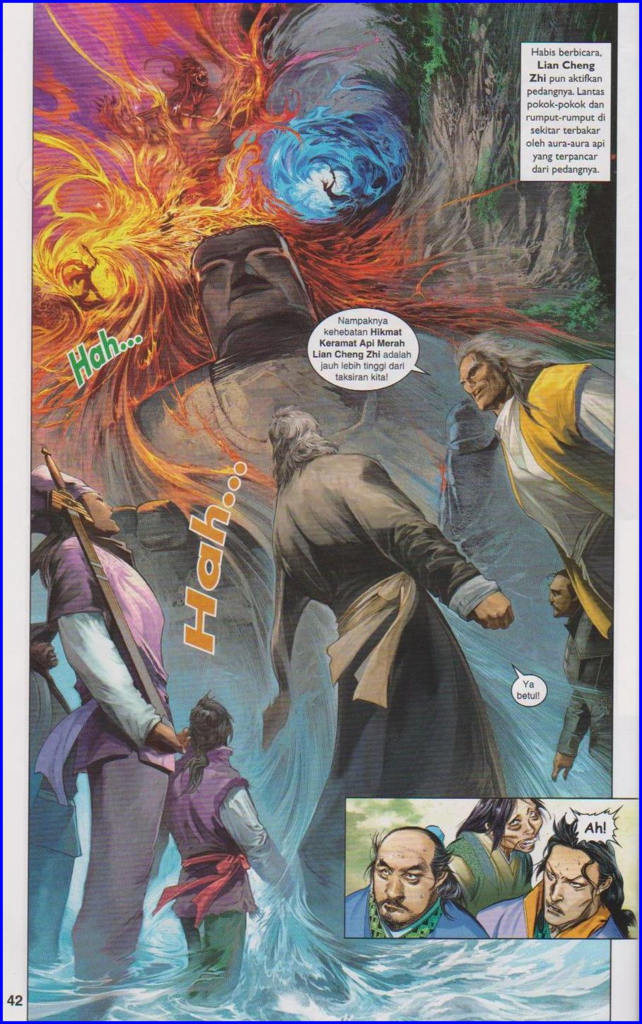 Habis berbicara,
Lian Cheng
Zhi pun aktifkan
pedangnya. Lantas
pokok-pokok dan
rumput-rumput di
sekitar terbakar
oleh aura-aura api
yang terpancar
dari pedangnya.
Hah...
Nampaknya
kehebatan Hikmat
Keramat Api Merah
Lian Cheng Zhi adalah
jauh lebih tinggi dari
taksiran kita!
Hah...
Ya
betul!
Ah!
42